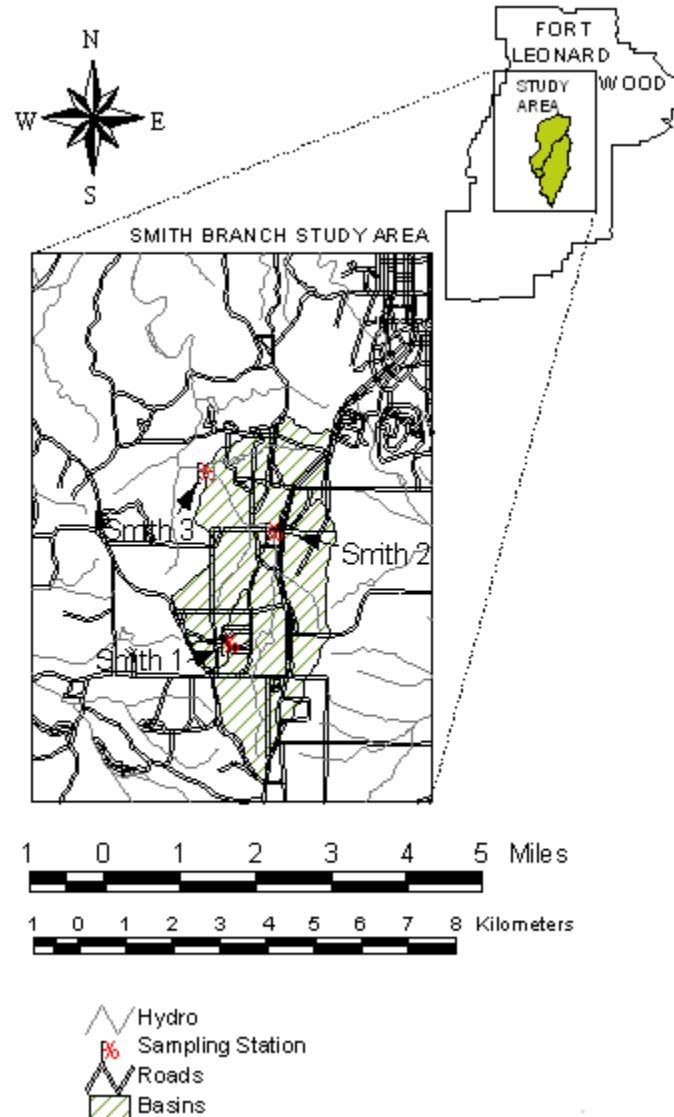 N
W E
S
FORT
LEONARD
WOOD
STUDY
AREA
SMITH BRANCH STUDY AREA
Smith 3
Smith 2
Smith 1
1 0 1 2 3 4 5 Miles
1 0 1 2 3 4 5 6 7 8 Kilometers
Hydro
% Sampling Station
Roads
Basins